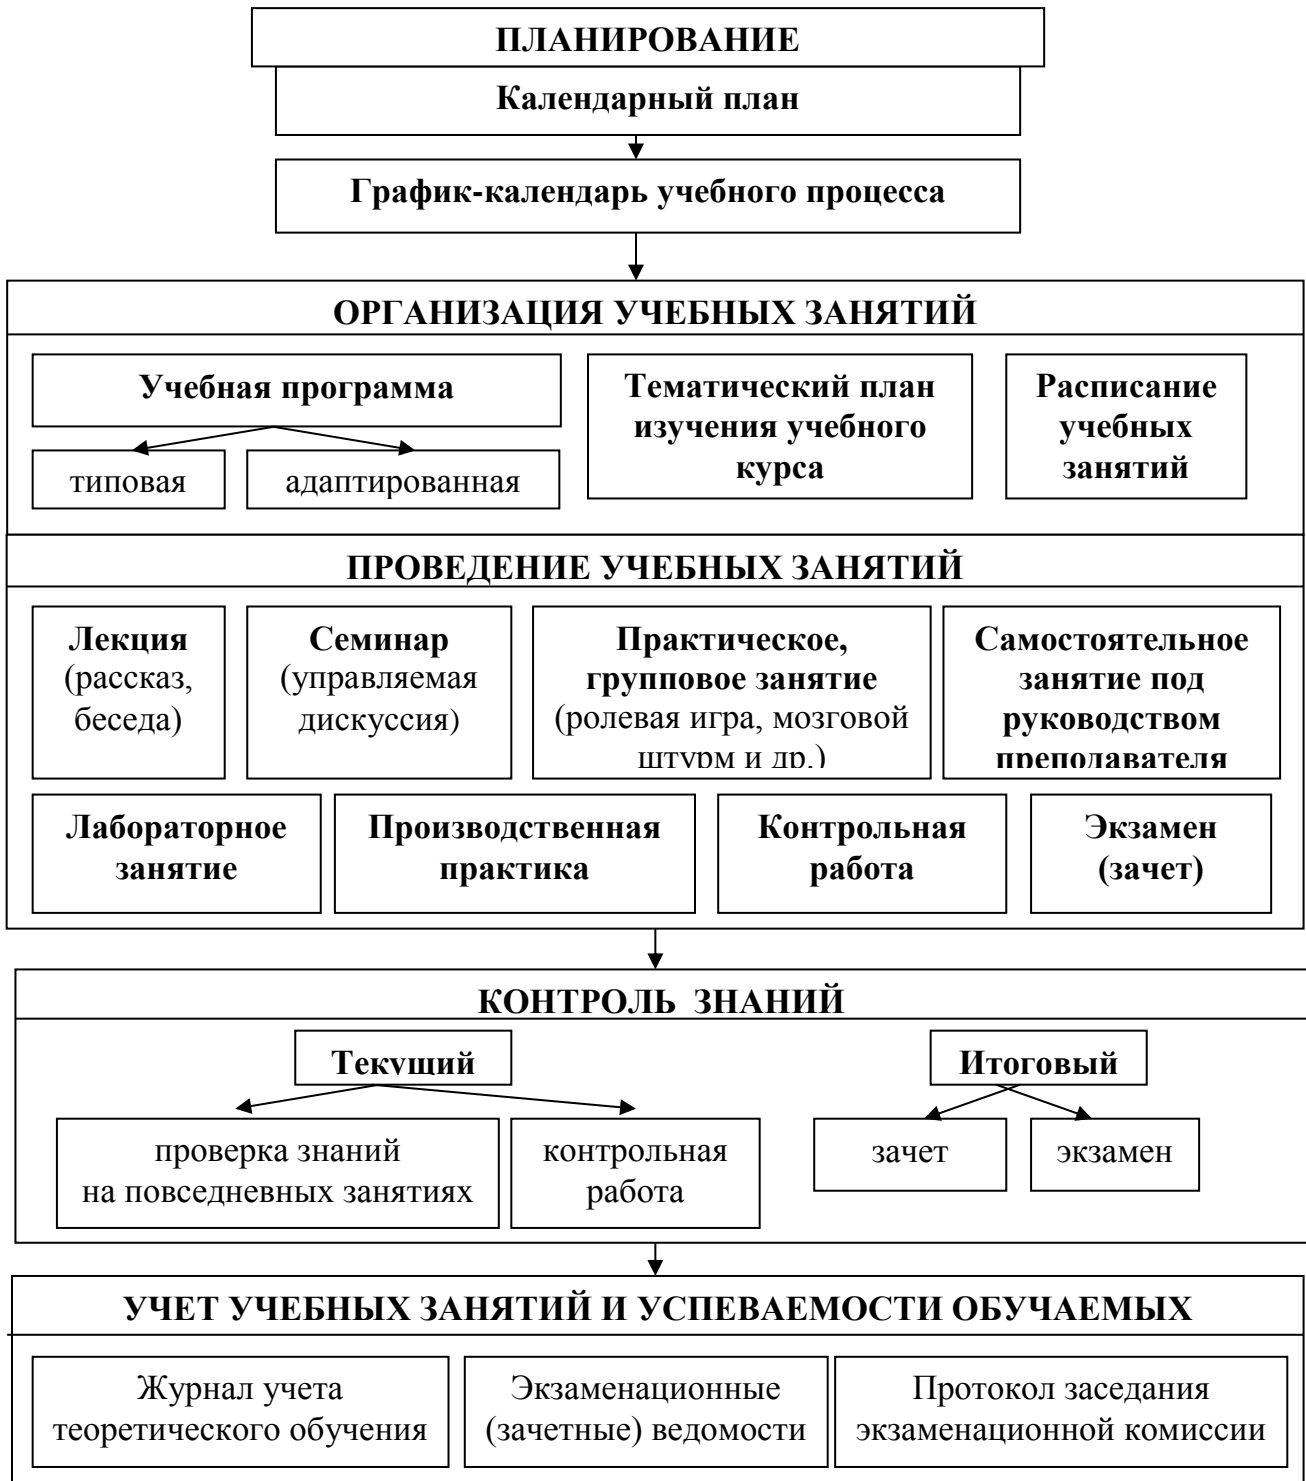 ПЛАНИРОВАНИЕ
Календарный план
График-календарь учебного процесса
ОРГАНИЗАЦИЯ УЧЕБНЫХ ЗАНЯТИЙ
Учебная программа
типовая
адаптированная
Тематический план
изучения учебного
курса
Расписание
учебных
занятий
ПРОВЕДЕНИЕ УЧЕБНЫХ ЗАНЯТИЙ
Лекция
(рассказ,
беседа)
Семинар
(управляемая
дискуссия)
Практическое,
групповое занятие
(ролевая игра, мозговой
штурм и др.)
Самостоятельное
занятие под
руководством
преподавателя
Лабораторное
занятие
Производственная
практика
Контрольная
работа
Экзамен
(зачет)
КОНТРОЛЬ ЗНАНИЙ
Текущий
проверка знаний
на повседневных занятиях
контрольная
работа
Итоговый
зачет
экзамен
УЧЕТ УЧЕБНЫХ ЗАНЯТИЙ И УСПЕВАЕМОСТИ ОБУЧАЕМЫХ
Журнал учета
теоретического обучения
Экзаменационные
(зачетные) ведомости
Протокол заседания
экзаменационной комиссии